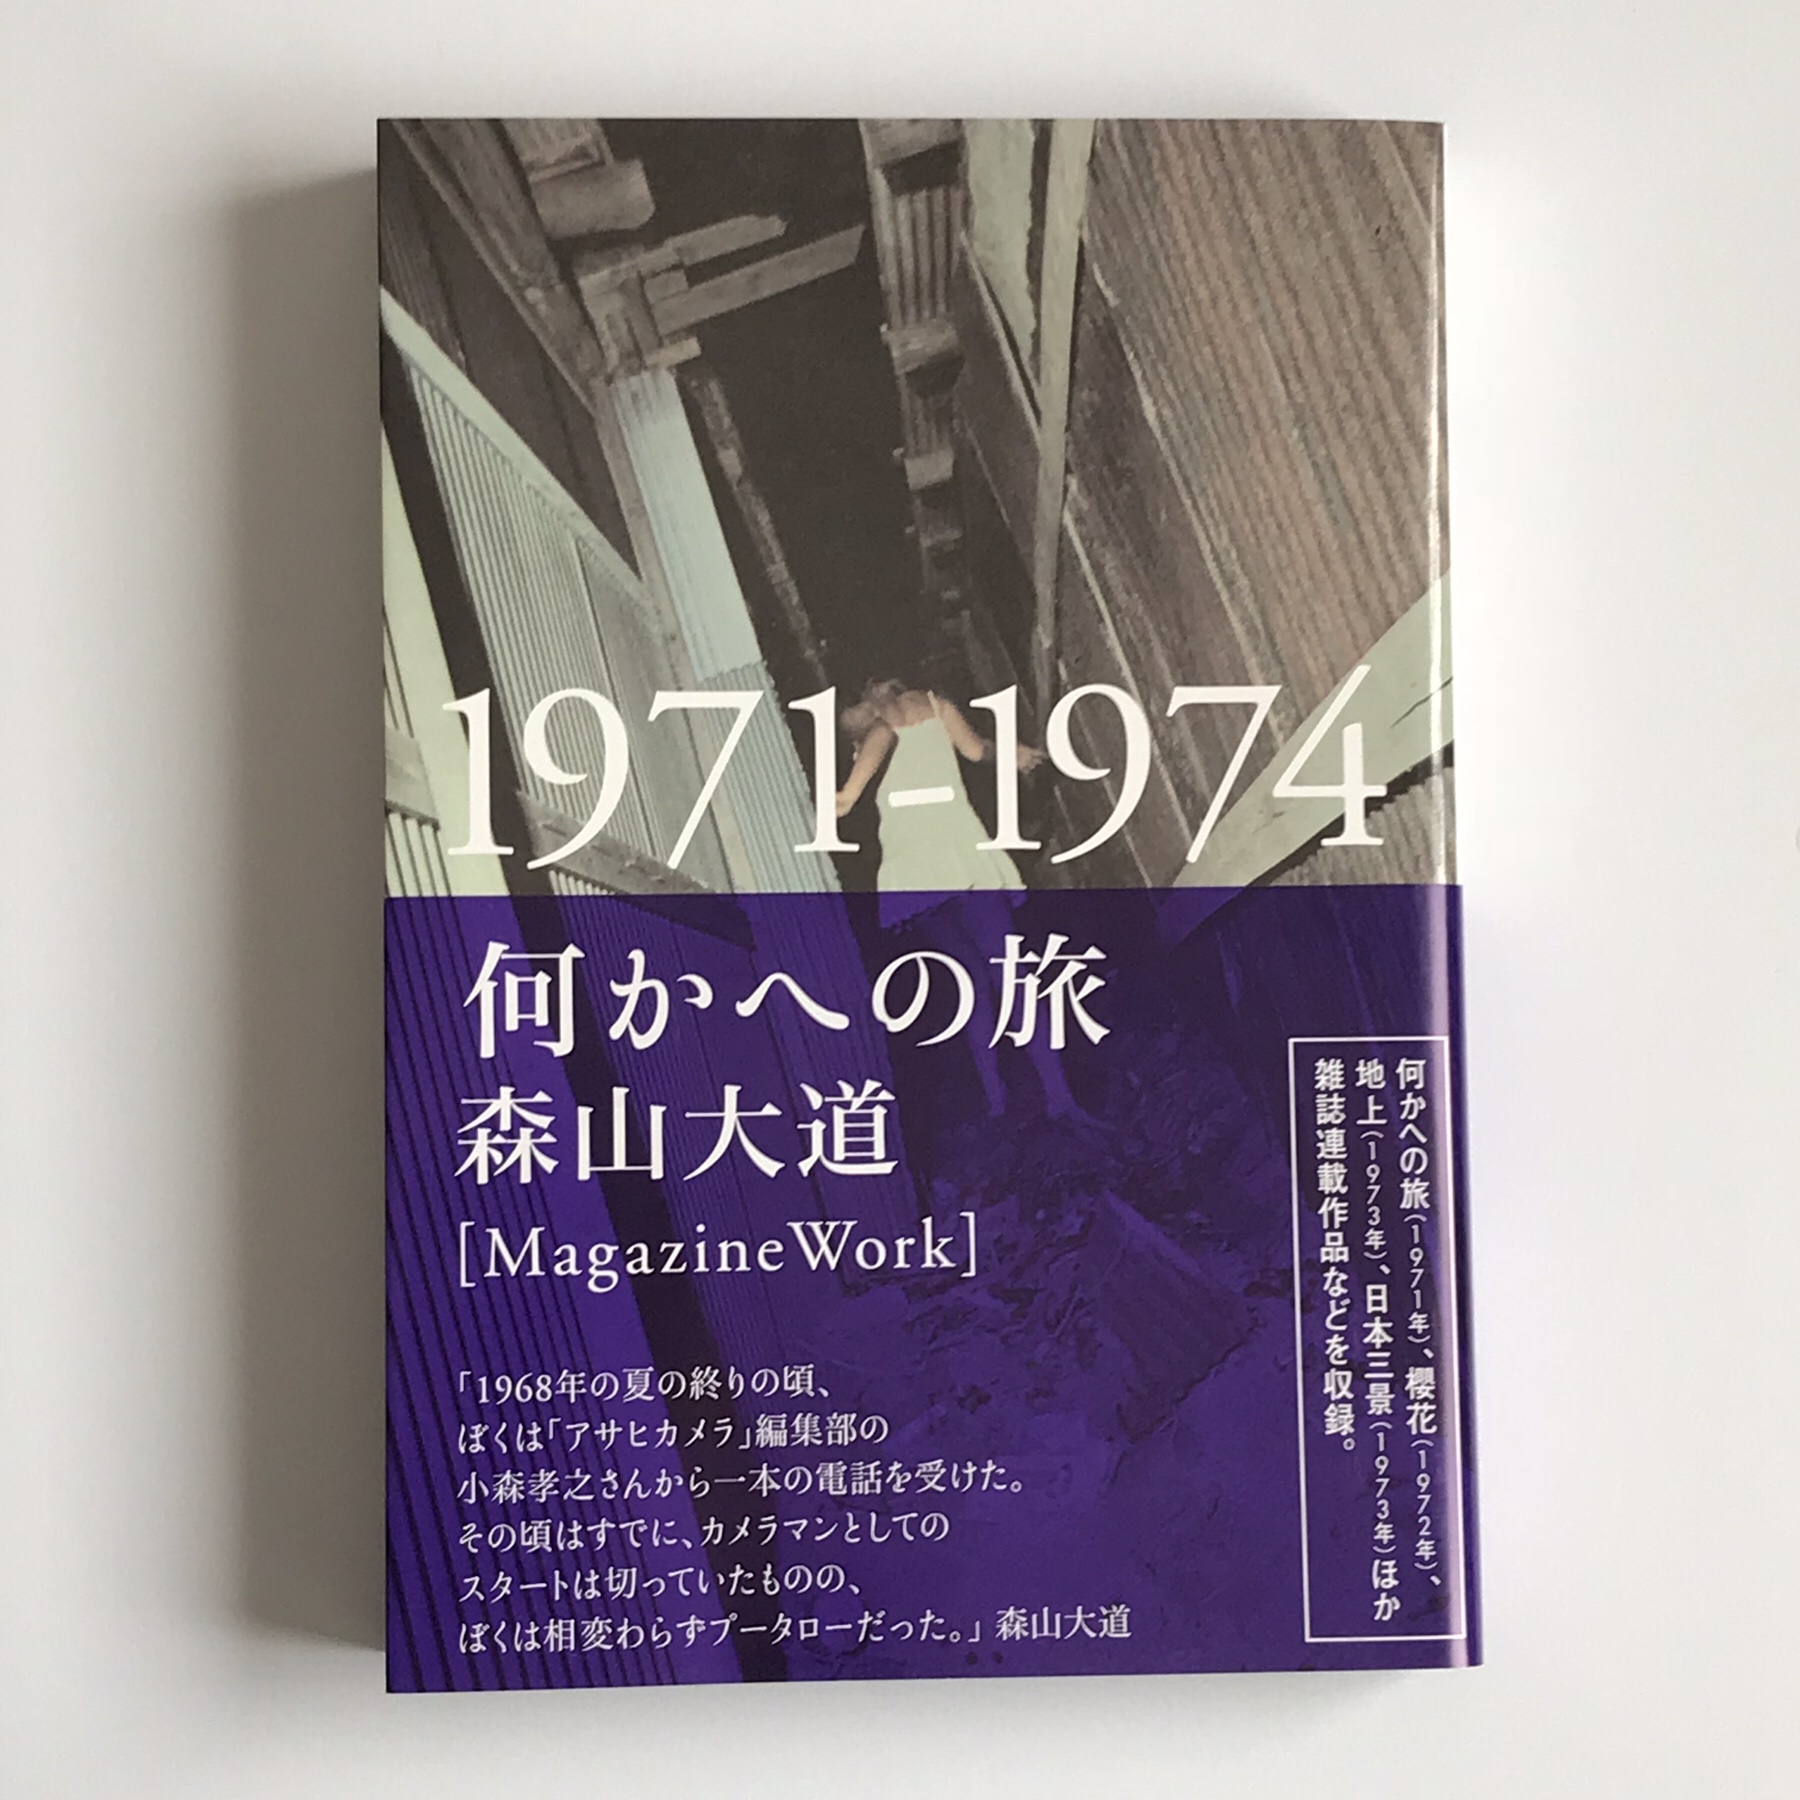 1971–1974
何かへの旅
森山大道
[Magazine Work]
「1968年の夏の終りの頃、
ぼくは「アサヒカメラ」編集部の
小森孝之さんから一本の電話を受けた。
その頃はすでに、カメラマンとしての
スタートは切っていたものの、
ぼくは相変わらずプータローだった。」 森山大道
何かへの旅(1971年)、櫻花(1972年)、
地上(1973年)、日本三景(1973年)ほか
雑誌連載作品などを収録。